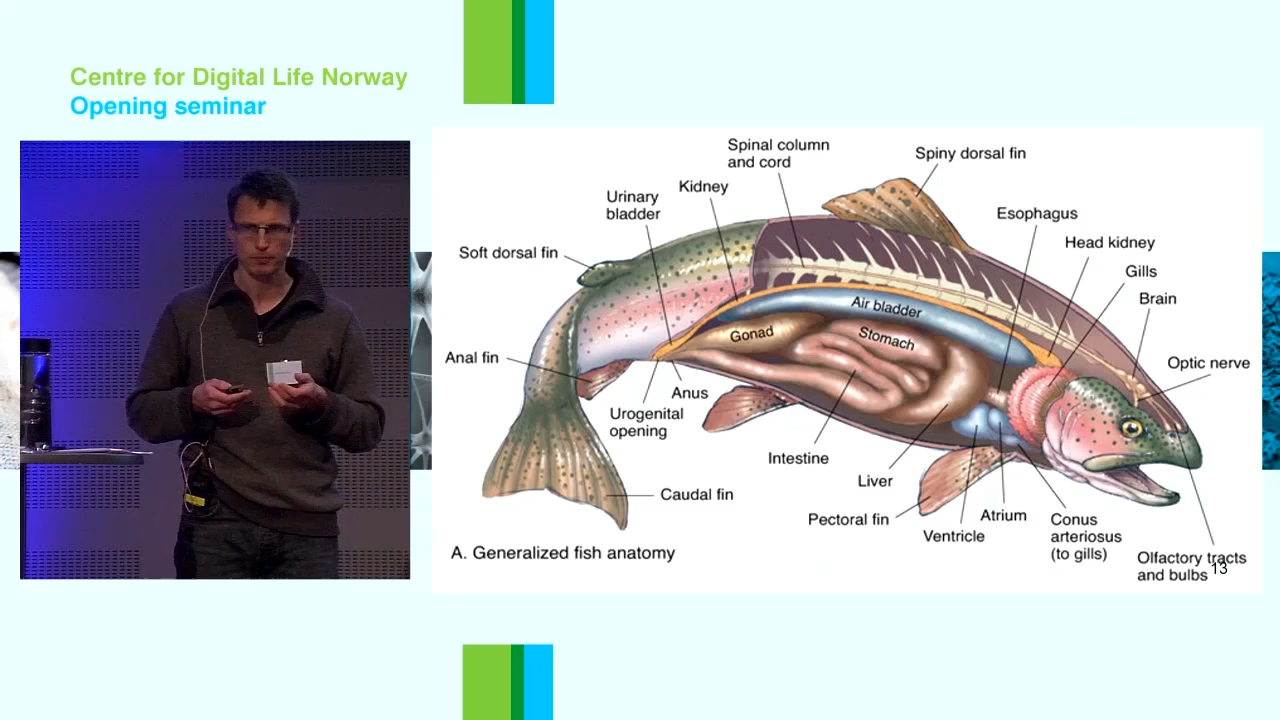 Centre for Digital Life Norway
Opening seminar
Spinal column
and cord
Spiny dorsal fin
Kidney
Urinary
bladder
Esophagus
Head kidney
Soft dorsal fin
Gills
Brain
Air bladder
Gonad
Stomach
Anal fin
Optic nerve
Anus
Urogenital
opening
Intestine
Liver
Caudal fin
Pectoral fin
Atrium
Ventricle
Conus
arteriosus
(to gills)
A. Generalized fish anatomy
Olfactory tracts
and bulbs
13